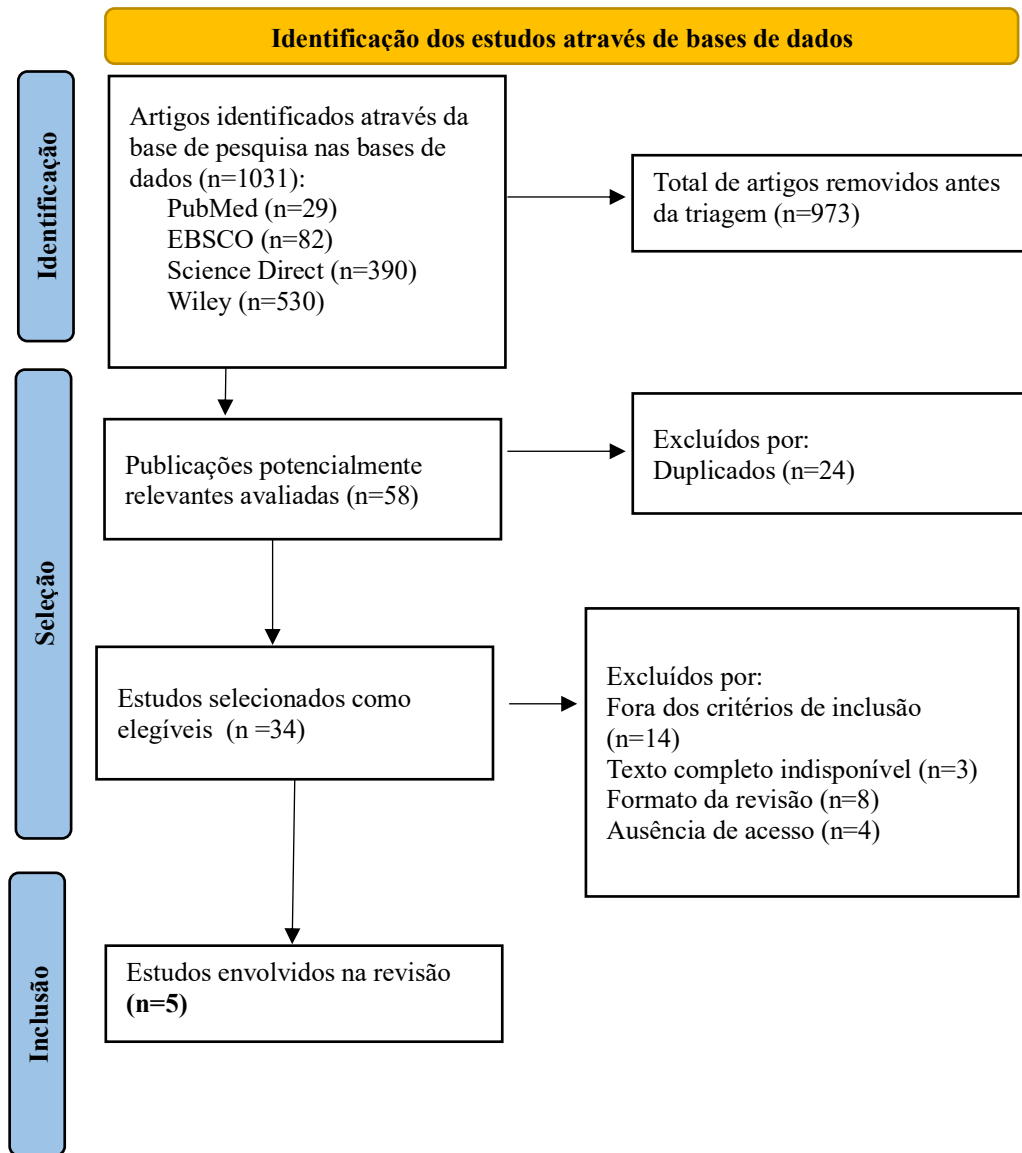 Identificação dos estudos através de bases de dados
Identificação
Artigos identificados através da
base de pesquisa nas bases de
dados (n=1031):
PubMed (n=29)
EBSCO (n=82)
Science Direct (n=390)
Wiley (n=530)
Total de artigos removidos antes
da triagem (n=973)
Seleção
Publicações potencialmente
relevantes avaliadas (n=58)
Excluídos por:
Duplicados (n=24)
Estudos selecionados como
elegíveis (n =34)
Excluídos por:
Fora dos critérios de inclusão
(n=14)
Texto completo indisponível (n=3)
Formato da revisão (n=8)
Ausência de acesso (n=4)
Inclusão
Estudos envolvidos na revisão
(n=5)